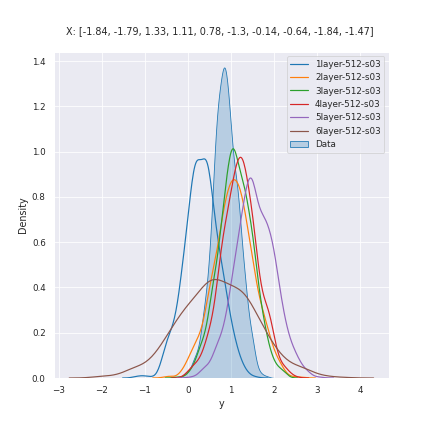 X: [-1.84, -1.79, 1.33, 1.11, 0.78, -1.3, -0.14, -0.64, -1.84, -1.47]
1.4
1.2
1.0
0.8
0.6
0.4
0.2
0.0
Density
1layer-512-s03
2layer-512-s03
3layer-512-s03
4layer-512-s03
5layer-512-s03
6layer-512-s03
Data
−3 −2 −1 0 1 2 3 4
y